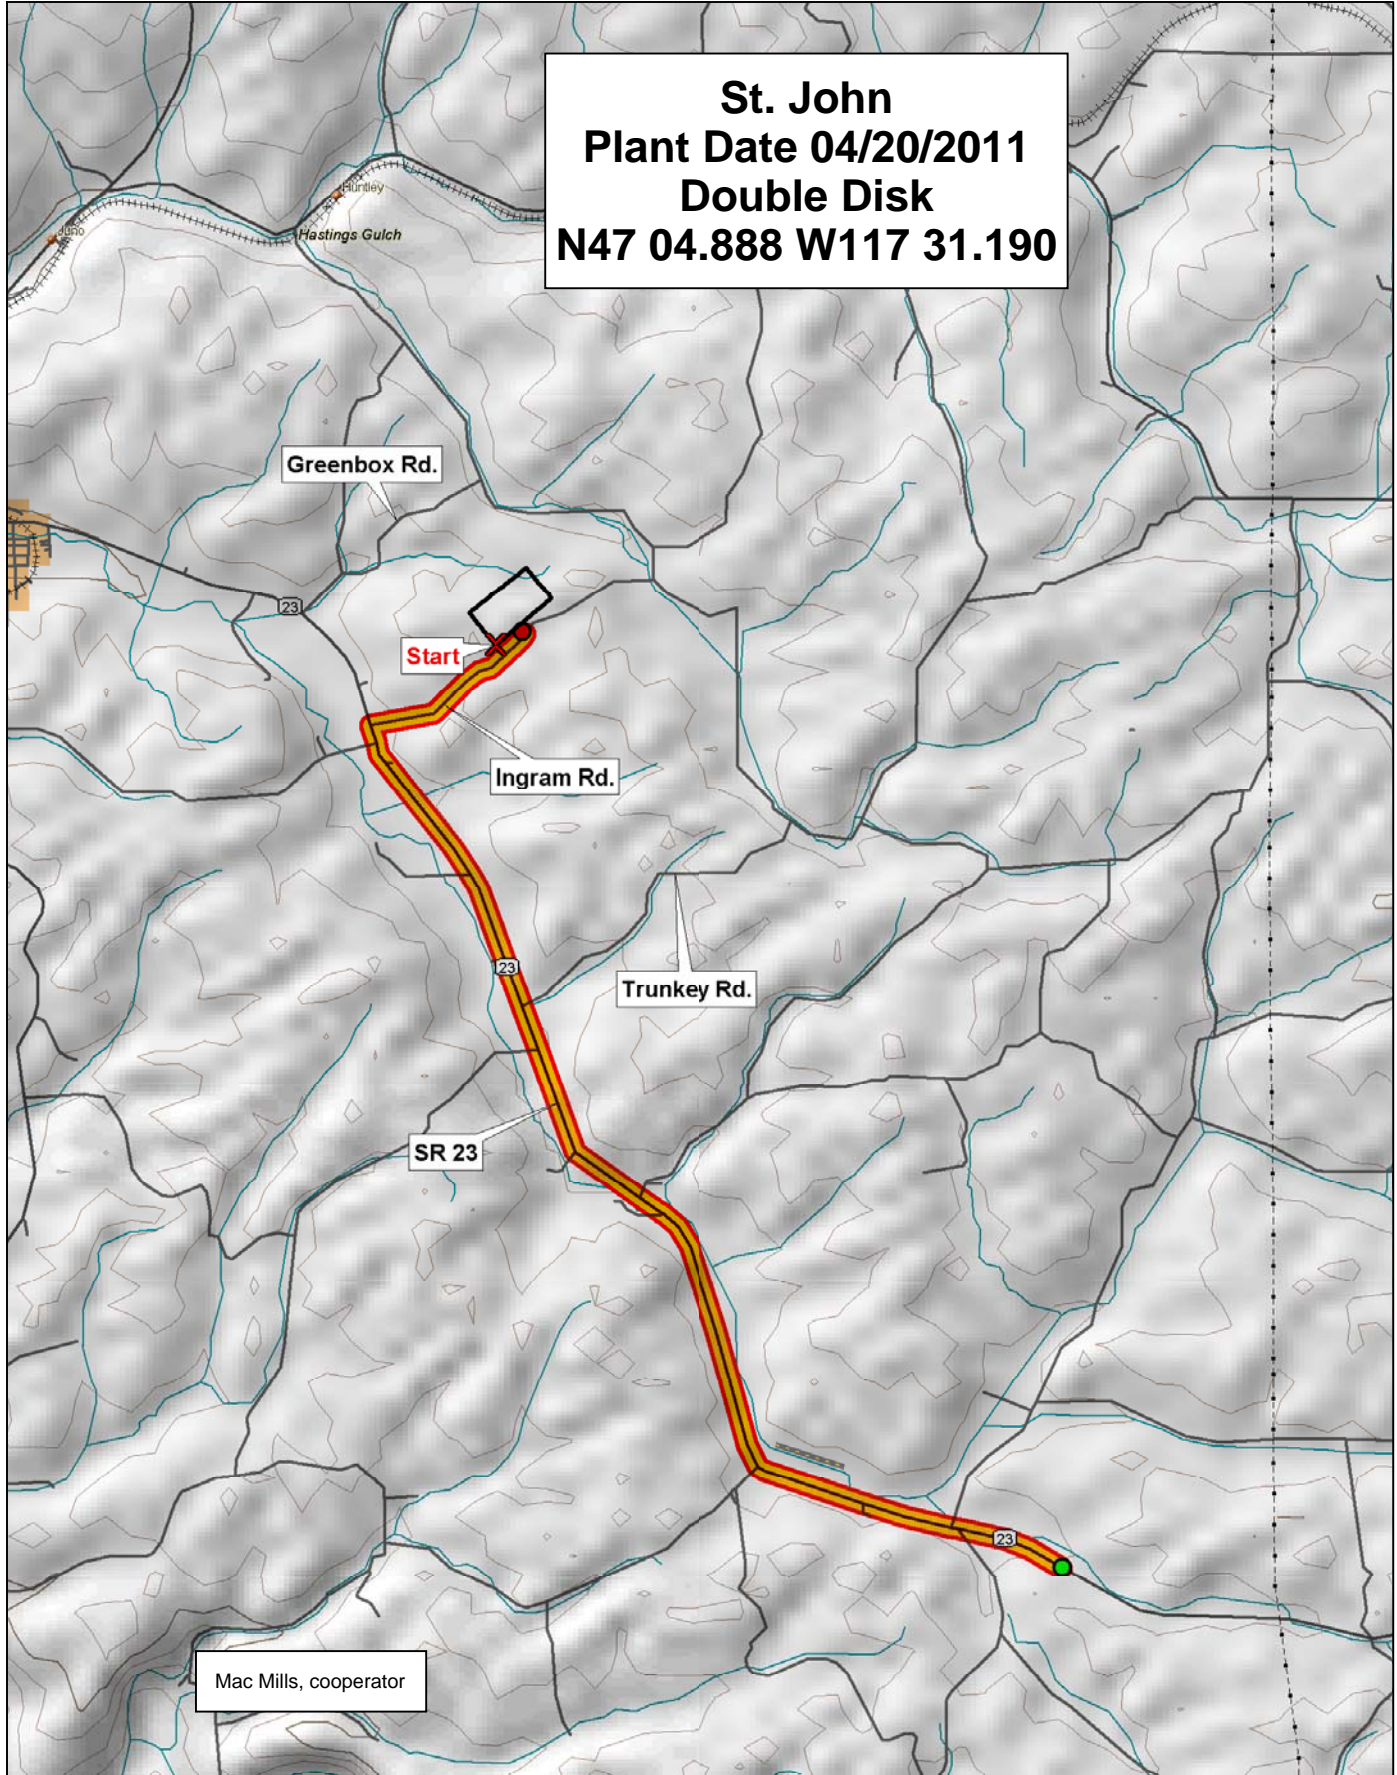 St. John
Plant Date 04/20/2011
Double Disk
N47 04.888 W117 31.190
Huntley
Juno
Hastings Gulch
Greenbox Rd.
23
Start
Ingram Rd.
23
Trunkey Rd.
SR 23
23
Mac Mills, cooperator